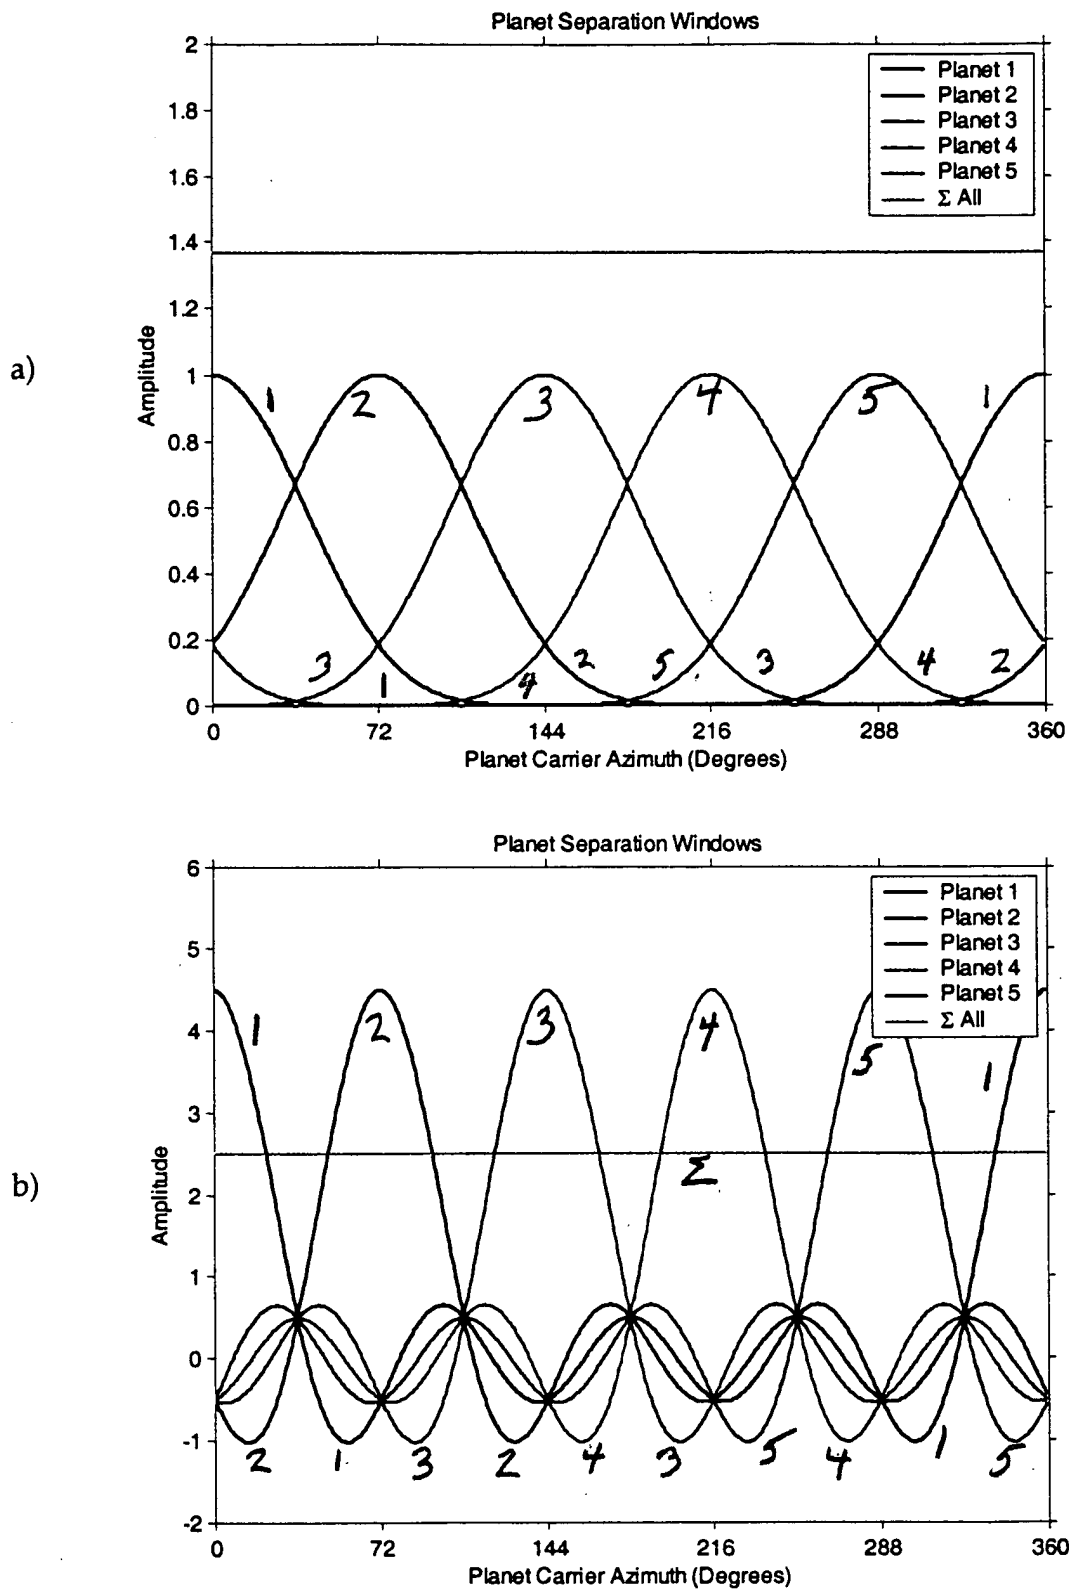 a)
Planet Separation Windows
2
1.8
1.6
1.4
1.2
1
0.8
0.6
0.4
0.2
0
Amplitude
Planet 1
Planet 2
Planet 3
Planet 4
Planet 5
Σ All
1 2 3 4 5 1
3 1 4 2 5 3 4 2
0 72 144 216 288 360
Planet Carrier Azimuth (Degrees)
b)
Planet Separation Windows
6
5
4
3
2
1
0
-1
-2
Amplitude
Planet 1
Planet 2
Planet 3
Planet 4
Planet 5
Σ All
1 2 3 4 5 1
Σ
2 1 3 2 4 3 5 4 1 5
0 72 144 216 288 360
Planet Carrier Azimuth (Degrees)